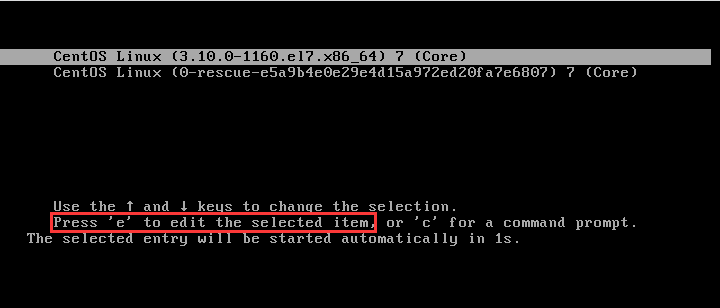 CentOS Linux (3.10.0-1160.el7.x86_64) 7 (Core)
CentOS Linux (0-rescue-e5a9b4e0e29e4d15a972ed20fa7e6807) 7 (Core)
Use the ↑ and ↓ keys to change the selection.
Press 'e' to edit the selected item, or 'c' for a command prompt.
The selected entry will be started automatically in 1s.